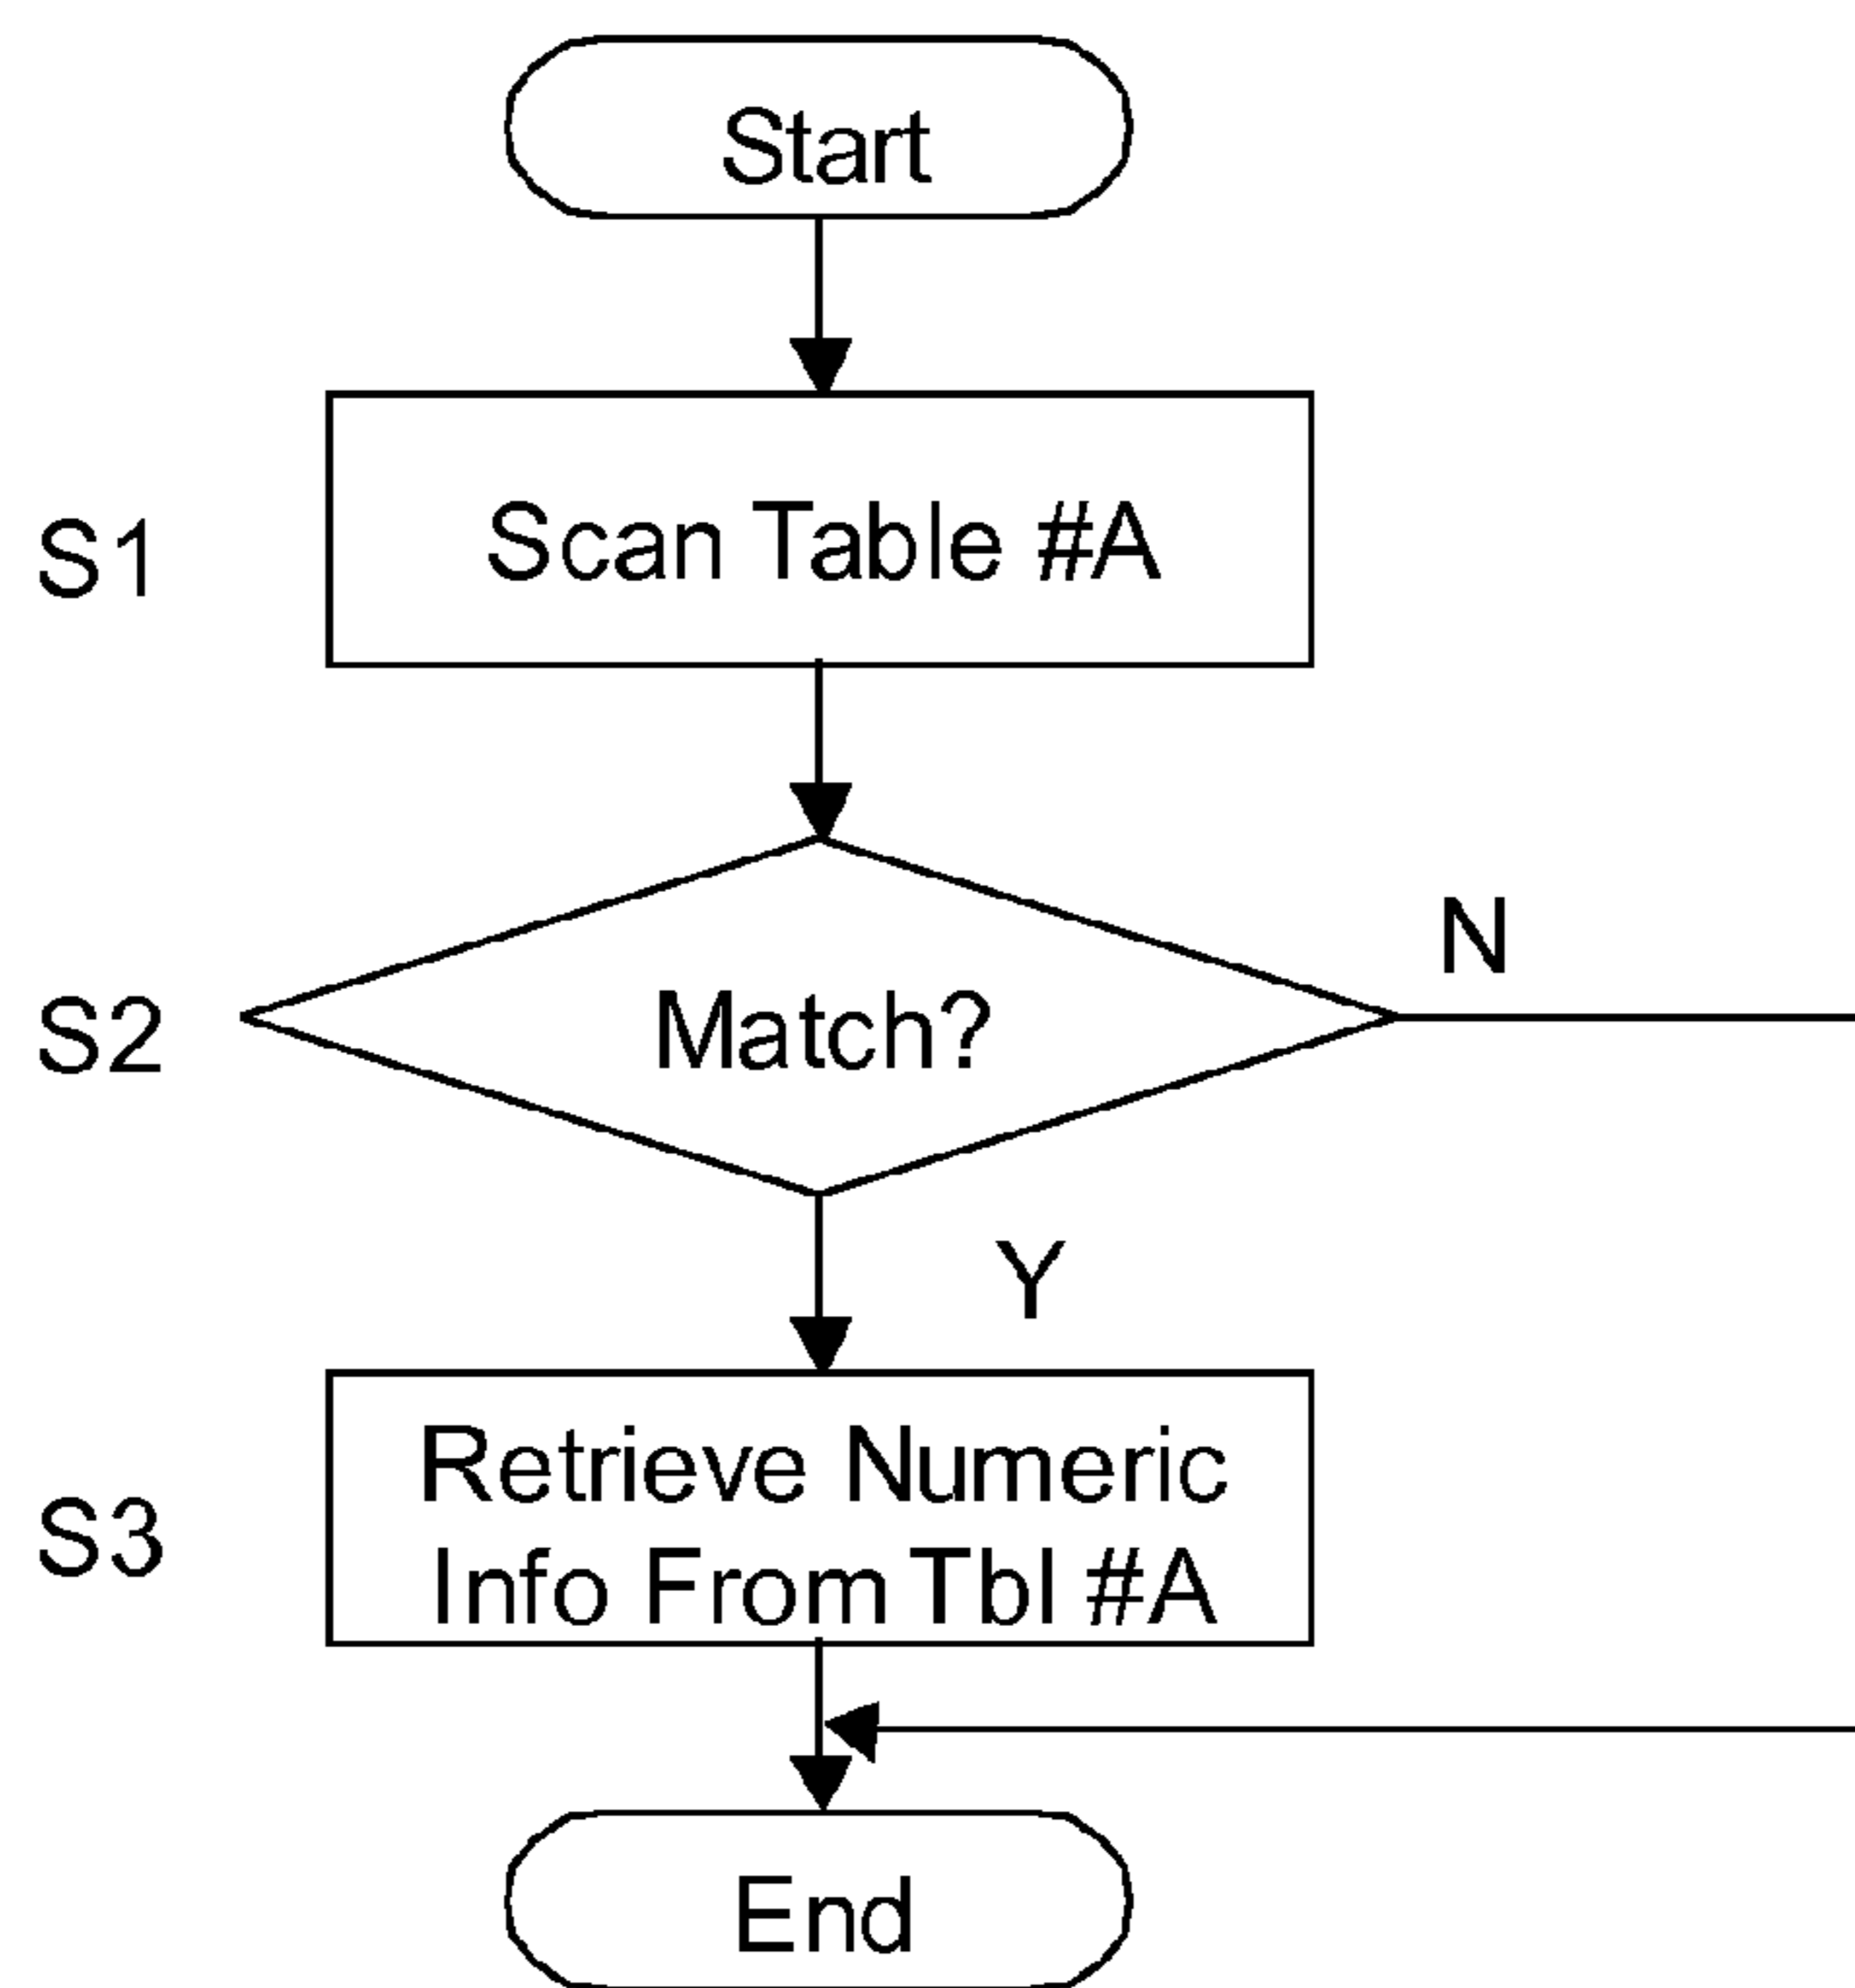 Start
S1
Scan Table #A
S2
Match?
N
Y
S3
Retrieve Numeric
Info From Tbl #A
End